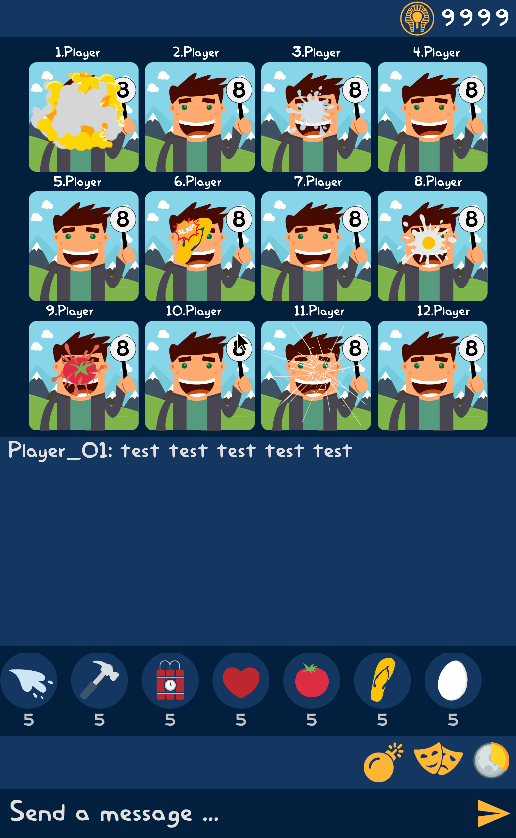 9999
1.Player 2.Player 3.Player 4.Player
8 8 8 8
5.Player 6.Player 7.Player 8.Player
8 8 8 8
SLAP
9.Player 10.Player 11.Player 12.Player
8 8 8 8
Player_01: test test test test test
5 5 5 5 5 5 5
Send a message ...